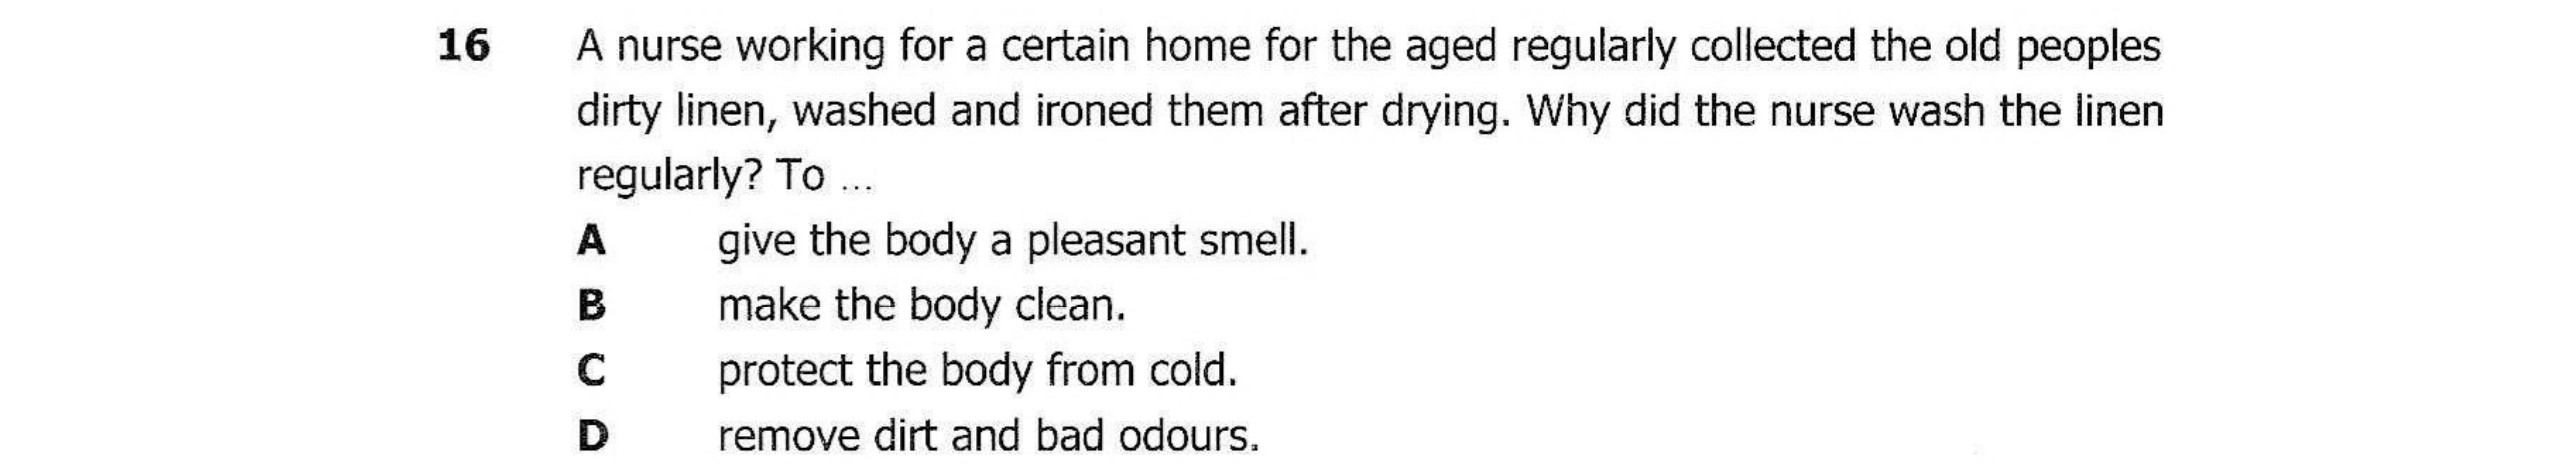 16 A nurse working for a certain home for the aged regularly collected the old peoples
dirty linen, washed and ironed them after drying. Why did the nurse wash the linen
regularly? To ...
A give the body a pleasant smell.
B make the body clean.
C protect the body from cold.
D remove dirt and bad odours.